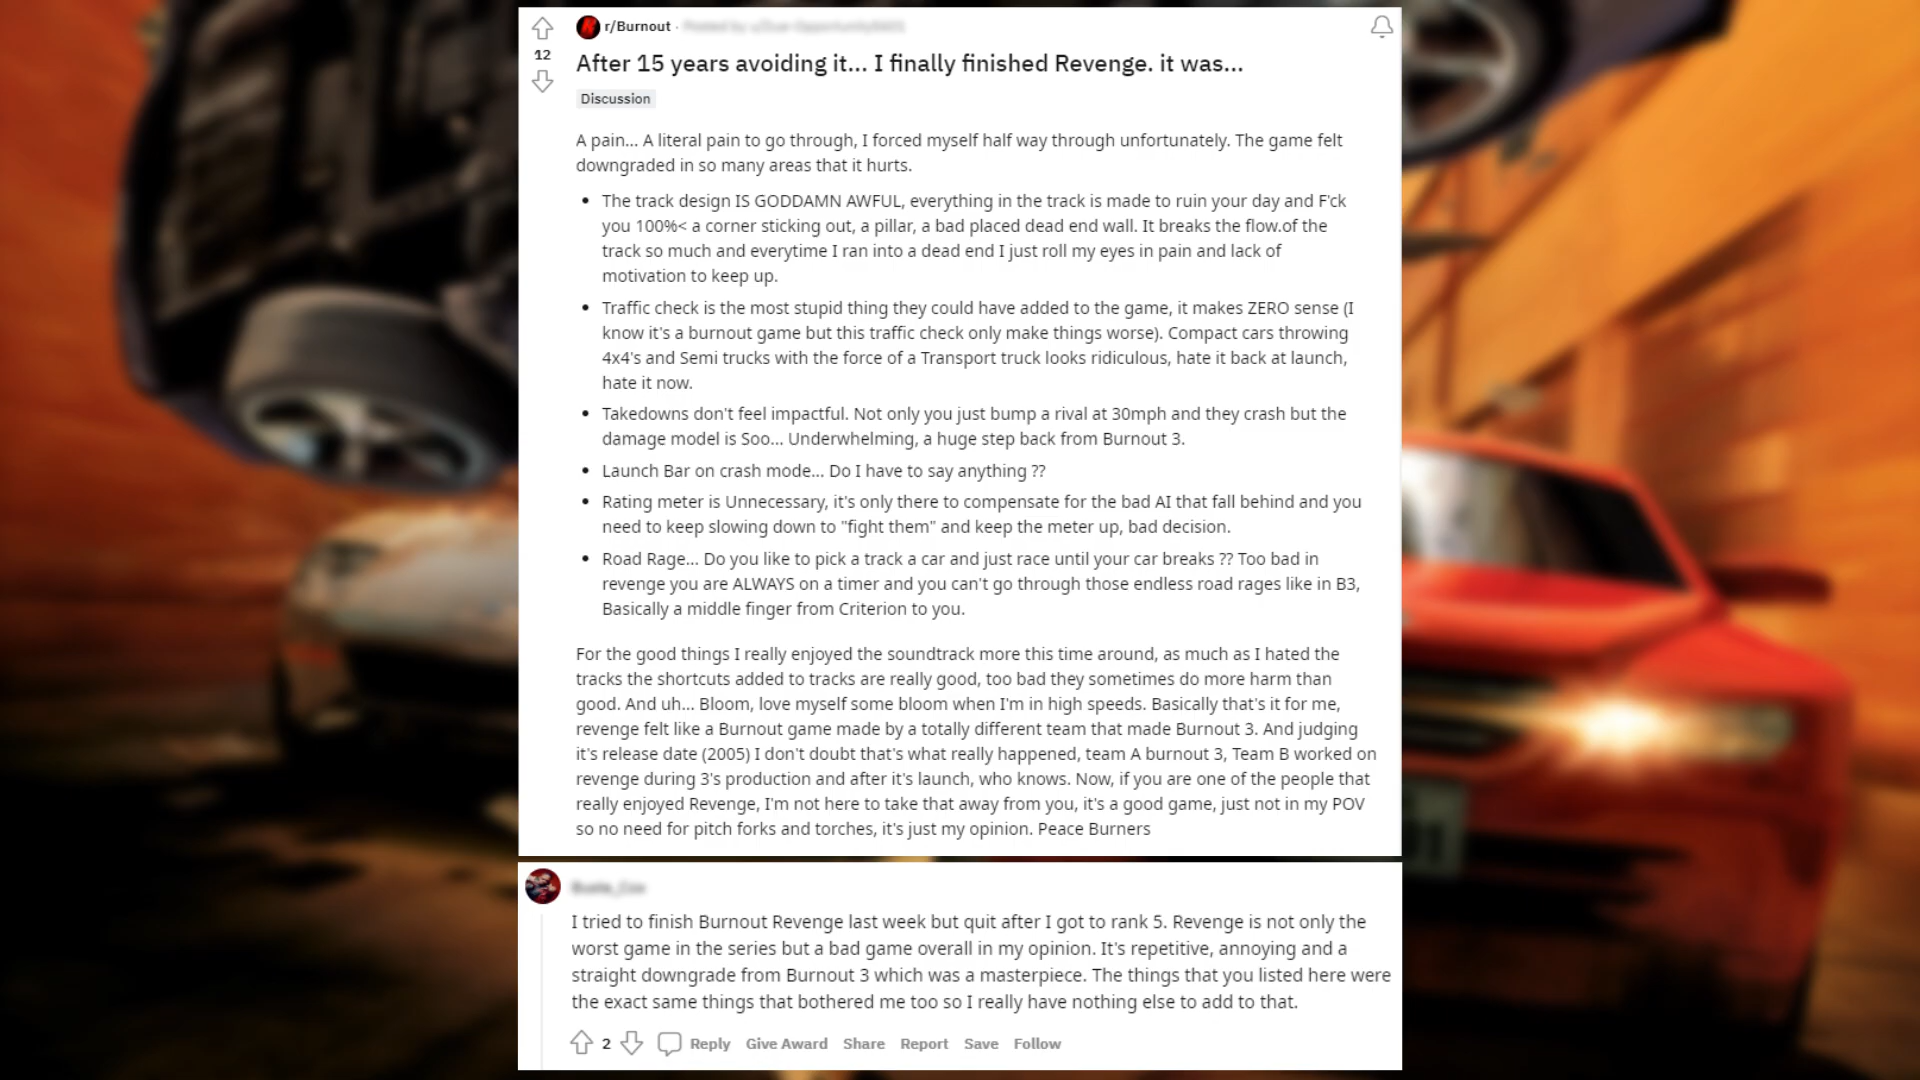 r/Burnout ·
12
After 15 years avoiding it... I finally finished Revenge. it was...
Discussion
A pain... A literal pain to go through, I forced myself half way through unfortunately. The game felt
downgraded in so many areas that it hurts.
• The track design IS GODDAMN AWFUL, everything in the track is made to ruin your day and F'ck
you 100%< a corner sticking out, a pillar, a bad placed dead end wall. It breaks the flow.of the
track so much and everytime I ran into a dead end I just roll my eyes in pain and lack of
motivation to keep up.
• Traffic check is the most stupid thing they could have added to the game, it makes ZERO sense (I
know it's a burnout game but this traffic check only make things worse). Compact cars throwing
4x4's and Semi trucks with the force of a Transport truck looks ridiculous, hate it back at launch,
hate it now.
• Takedowns don't feel impactful. Not only you just bump a rival at 30mph and they crash but the
damage model is Soo... Underwhelming, a huge step back from Burnout 3.
• Launch Bar on crash mode... Do I have to say anything ??
• Rating meter is Unnecessary, it's only there to compensate for the bad AI that fall behind and you
need to keep slowing down to "fight them" and keep the meter up, bad decision.
• Road Rage... Do you like to pick a track a car and just race until your car breaks ?? Too bad in
revenge you are ALWAYS on a timer and you can't go through those endless road rages like in B3,
Basically a middle finger from Criterion to you.
For the good things I really enjoyed the soundtrack more this time around, as much as I hated the
tracks the shortcuts added to tracks are really good, too bad they sometimes do more harm than
good. And uh... Bloom, love myself some bloom when I'm in high speeds. Basically that's it for me,
revenge felt like a Burnout game made by a totally different team that made Burnout 3. And judging
it's release date (2005) I don't doubt that's what really happened, team A burnout 3, Team B worked on
revenge during 3's production and after it's launch, who knows. Now, if you are one of the people that
really enjoyed Revenge, I'm not here to take that away from you, it's a good game, just not in my POV
so no need for pitch forks and torches, it's just my opinion. Peace Burners
I tried to finish Burnout Revenge last week but quit after I got to rank 5. Revenge is not only the
worst game in the series but a bad game overall in my opinion. It's repetitive, annoying and a
straight downgrade from Burnout 3 which was a masterpiece. The things that you listed here were
the exact same things that bothered me too so I really have nothing else to add to that.
2 Reply Give Award Share Report Save Follow